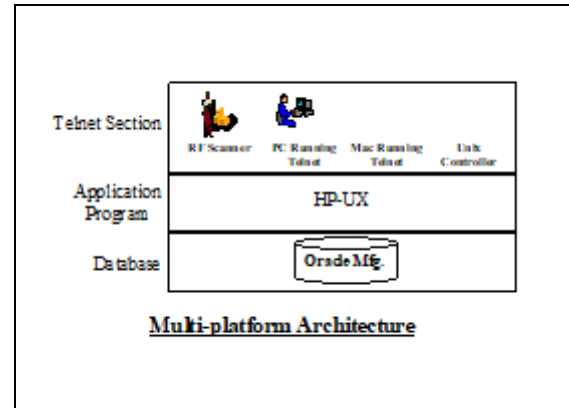 Telnet Section
RF Scanner
PC Running
Telnet
Mac Running
Telnet
Unix
Controller
Application
Program
HP-UX
Database
Oracle Mfg.
Multi-platform Architecture